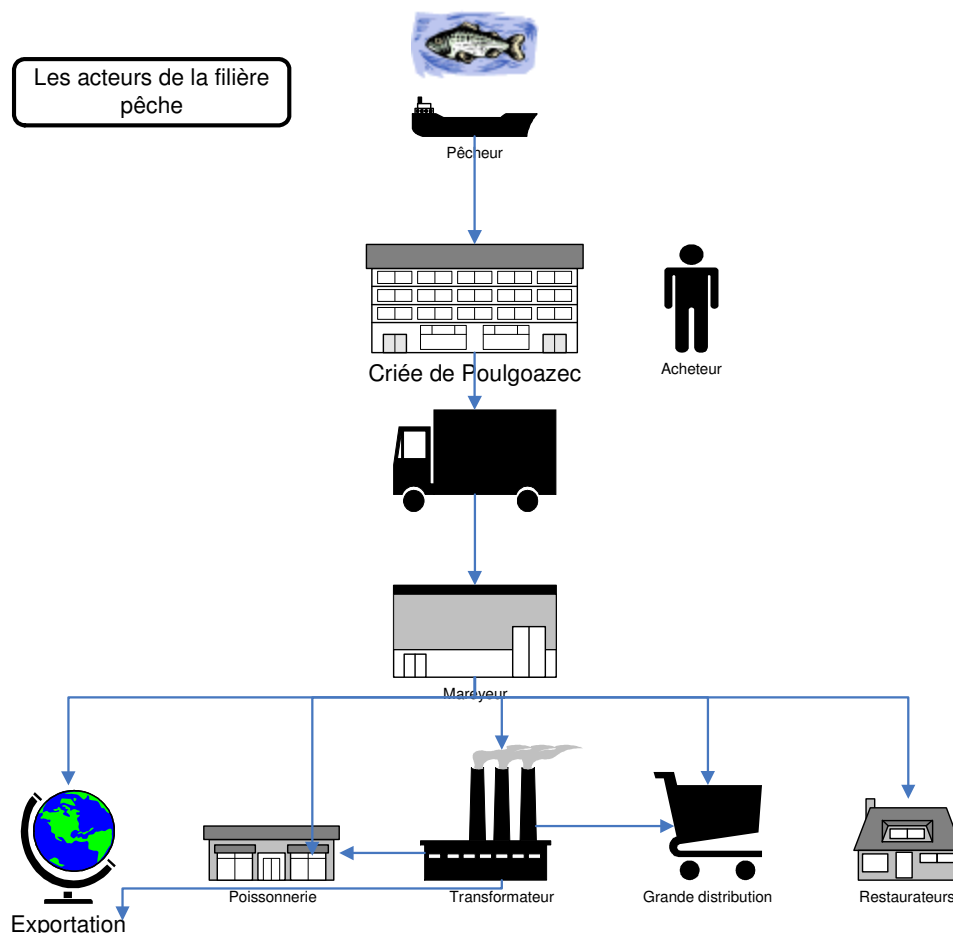 Les acteurs de la filière
pêche
Pêcheur
Criée de Poulgoazec
Acheteur
Mareyeur
Poissonnerie
Transformateur
Grande distribution
Restaurateurs
Exportation